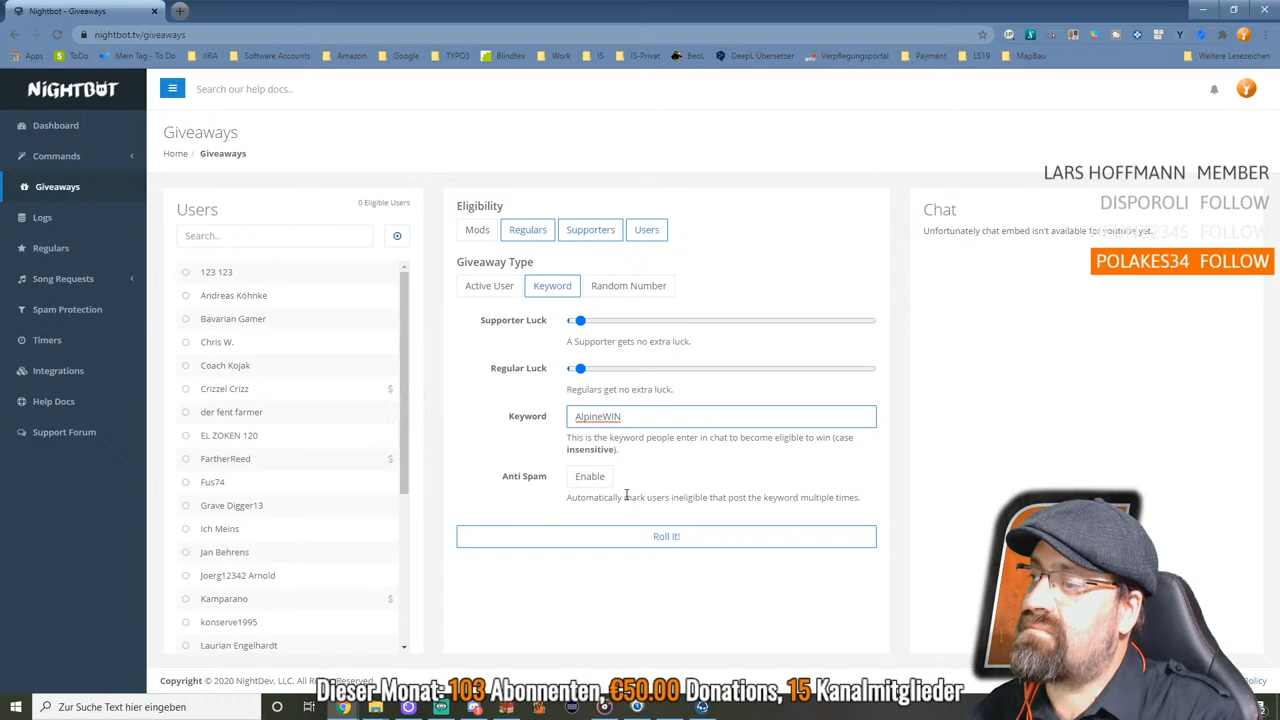 Nightbot - Giveaways
nightbot.tv/giveaways
Apps
ToDo
Mein Tag - To Do
JIRA
Software Accounts
Amazon
Google
TYPO3
Blindtex
Work
IS
IS-Privat
BeoL
DeepL Übersetzer
Verpflegungsportal
Payment
LS19
MapBau
Weitere Lesezeichen
NIGHTBOT
Search our help docs..
Dashboard
Commands
Giveaways
Logs
Regulars
Song Requests
Spam Protection
Timers
Integrations
Help Docs
Support Forum
Giveaways
Home / Giveaways
Users
0 Eligible Users
Search..
123 123
Andreas Köhnke
Bavarian Gamer
Chris W.
Coach Kojak
Crizzel Crizz $
der fent farmer
EL ZOKEN 120
FartherReed $
Fus74
Grave Digger13
Ich Meins
Jan Behrens
Joerg12342 Arnold
Kamparano $
konserve1995
Laurian Engelhardt
Eligibility
Mods Regulars Supporters Users
Giveaway Type
Active User Keyword Random Number
Supporter Luck
A Supporter gets no extra luck.
Regular Luck
Regulars get no extra luck.
Keyword AlpineWIN
This is the keyword people enter in chat to become eligible to win (case
insensitive).
Anti Spam Enable
Automatically mark users ineligible that post the keyword multiple times.
Roll It!
Chat
Unfortunately chat embed isn't available for youtube yet.
LARS HOFFMANN MEMBER
DISPOROLI FOLLOW
FOLLOW
POLAKES34 FOLLOW
Copyright © 2020 NightDev, LLC. All
Policy
Dieser Monat: 103 Abonnenten, €50.00 Donations, 15 Kanalmitglieder
Zur Suche Text hier eingeben